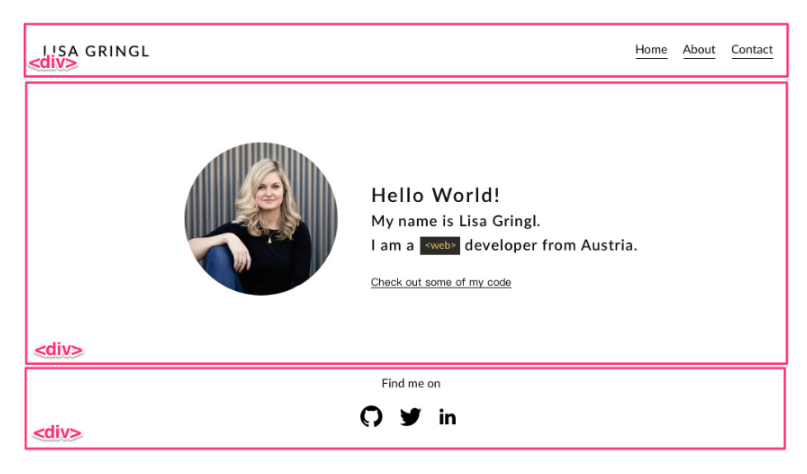 LISA GRINGL
<div>
Home About Contact
Hello World!
My name is Lisa Gringl.
I am a <web> developer from Austria.
Check out some of my code
<div>
Find me on
in
<div>